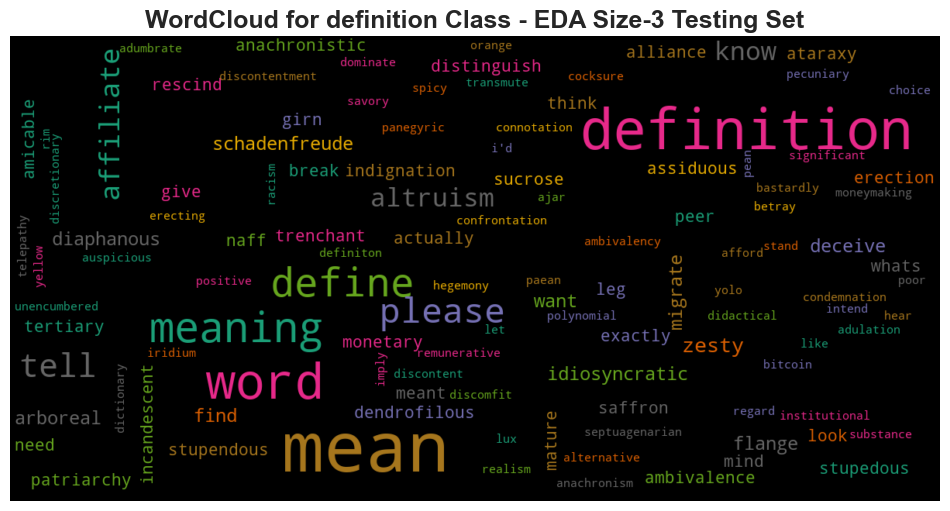 WordCloud for definition Class - EDA Size-3 Testing Set
adumbrate
anachronistic
orange
alliance
know
ataraxy
affiliate
dominate
distinguish
discontentment
rescind
spicy
transmute
cocksure
pecuniary
choice
savory
think
amicable
rim
discretionary
girn
panegyric
connotation
definition
schadenfreude
i'd
pean
significant
racism
break
indignation
sucrose
assiduous
erection
give
altruism
ajar
bastardly
moneymaking
betray
erecting
confrontation
peer
telepathy
yellow
diaphanous
auspicious
naff
trenchant
actually
definiton
ambivalency
afford
stand
deceive
whats
poor
positive
define
hegemony
paean
leg
migrate
yolo
condemnation
unencumbered
want
please
polynomial
didactical
intend
hear
tertiary
meaning
let
exactly
adulation
monetary
zesty
like
iridium
remunerative
imply
tell
word
discontent
idiosyncratic
bitcoin
dictionary
incandescent
meant
discomfit
arboreal
find
dendrofilous
saffron
regard
institutional
need
mean
lux
mature
septuagenarian
flange
look
substance
stupendous
alternative
mind
stupedous
patriarchy
realism
anachronism
ambivalence